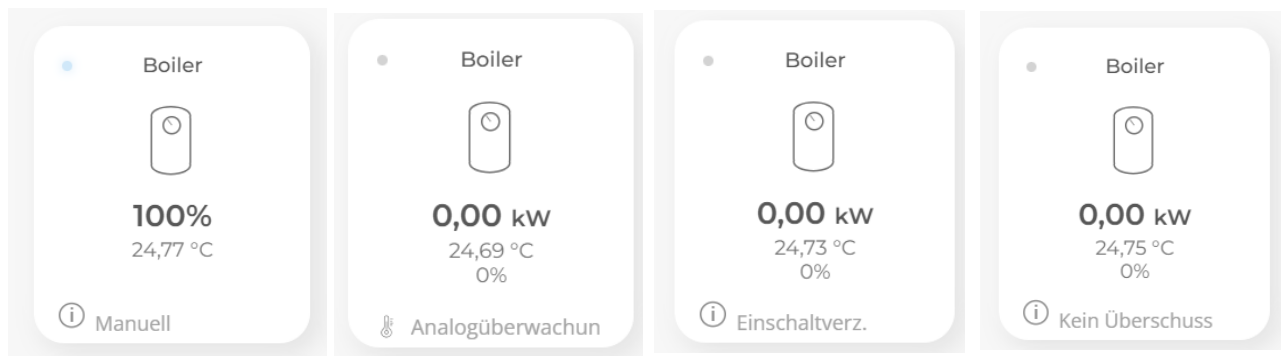 Boiler
100%
24,77 °C
Manuell
Boiler
0,00 kW
24,69 °C
0%
Analogüberwachun
Boiler
0,00 kW
24,73 °C
0%
Einschaltverz.
Boiler
0,00 kW
24,75 °C
0%
Kein Überschuss